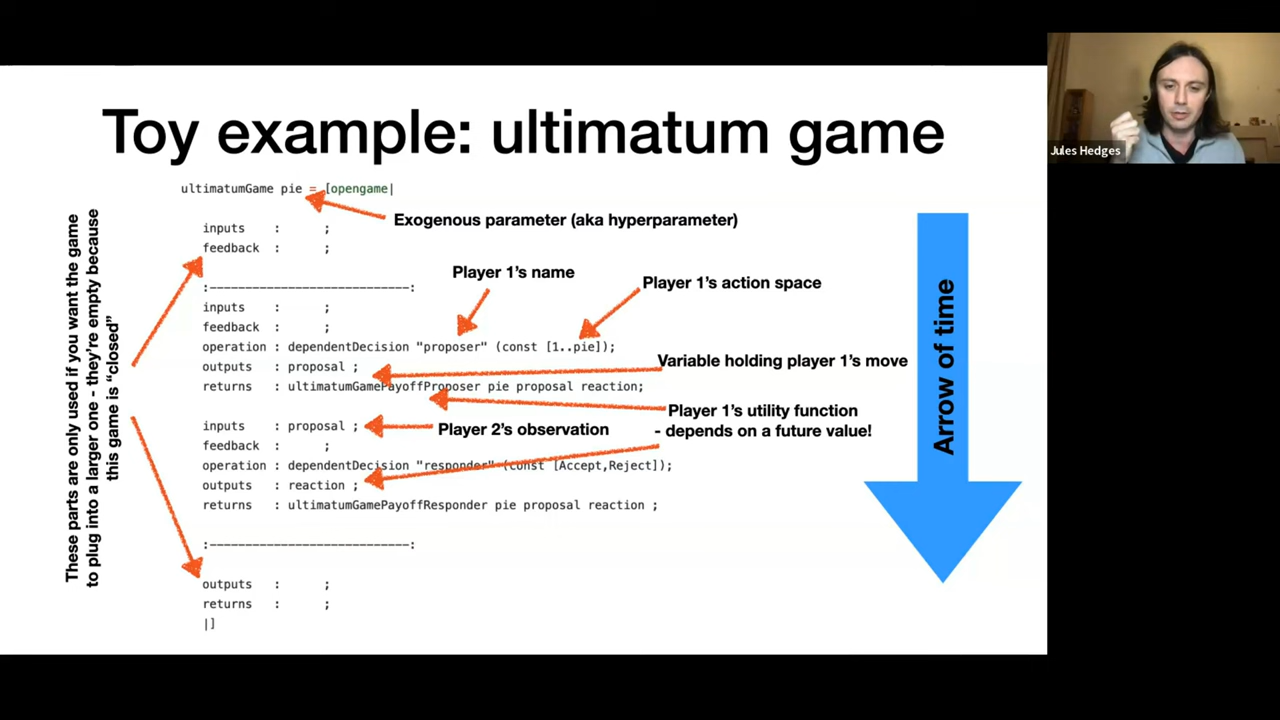 Toy example: ultimatum game
Jules Hedges
ultimatumGame pie = [opengame|
Exogenous parameter (aka hyperparameter)
inputs : ;
feedback : ;
Player 1's name
Player 1's action space
:----------------------------:
inputs : ;
feedback : ;
operation : dependentDecision "proposer" (const [1..pie]);
outputs : proposal ;
Variable holding player 1's move
returns : ultimatumGamePayoffProposer pie proposal reaction;
Player 1's utility function
- depends on a future value!
inputs : proposal ;
Player 2's observation
feedback : ;
operation : dependentDecision "responder" (const [Accept,Reject]);
outputs : reaction ;
returns : ultimatumGamePayoffResponder pie proposal reaction ;
:----------------------------:
outputs : ;
returns : ;
|]
These parts are only used if you want the game
to plug into a larger one - they're empty because
this game is "closed"
Arrow of time